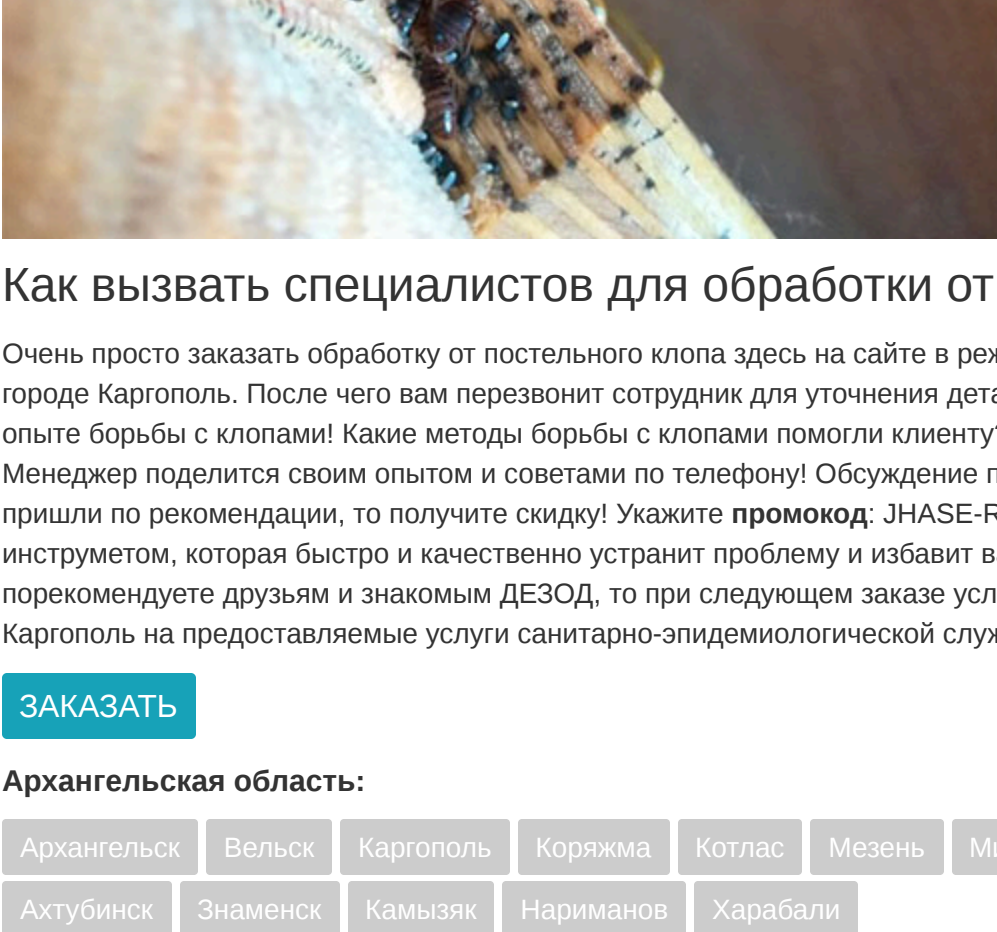 Как вызвать специалистов для обработки от
Очень просто заказать обработку от постельного клопа здесь на сайте в
городе Каргополь. После чего вам перезвонит сотрудник для уточнения
опыте борьбы с клопами! Какие методы борьбы с клопами помогли клиенту?
Менеджер поделится своим опытом и советами по телефону! Обсуждение
пришли по рекомендации, то получите скидку! Укажите промокод: JHASE-R
инструметом, которая быстро и качественно устранит проблему и избавит
порекомендуете друзьям и знакомым ДЕЗОД, то при следующем заказе
Каргополь на предоставляемые услуги санитарно-эпидемиологической
ЗАКАЗАТЬ
Архангельская область:
Архангельск Вельск Каргополь Коряжма Котлас Мезень
Ахтубинск Знаменск Камызяк Нариманов Харабали